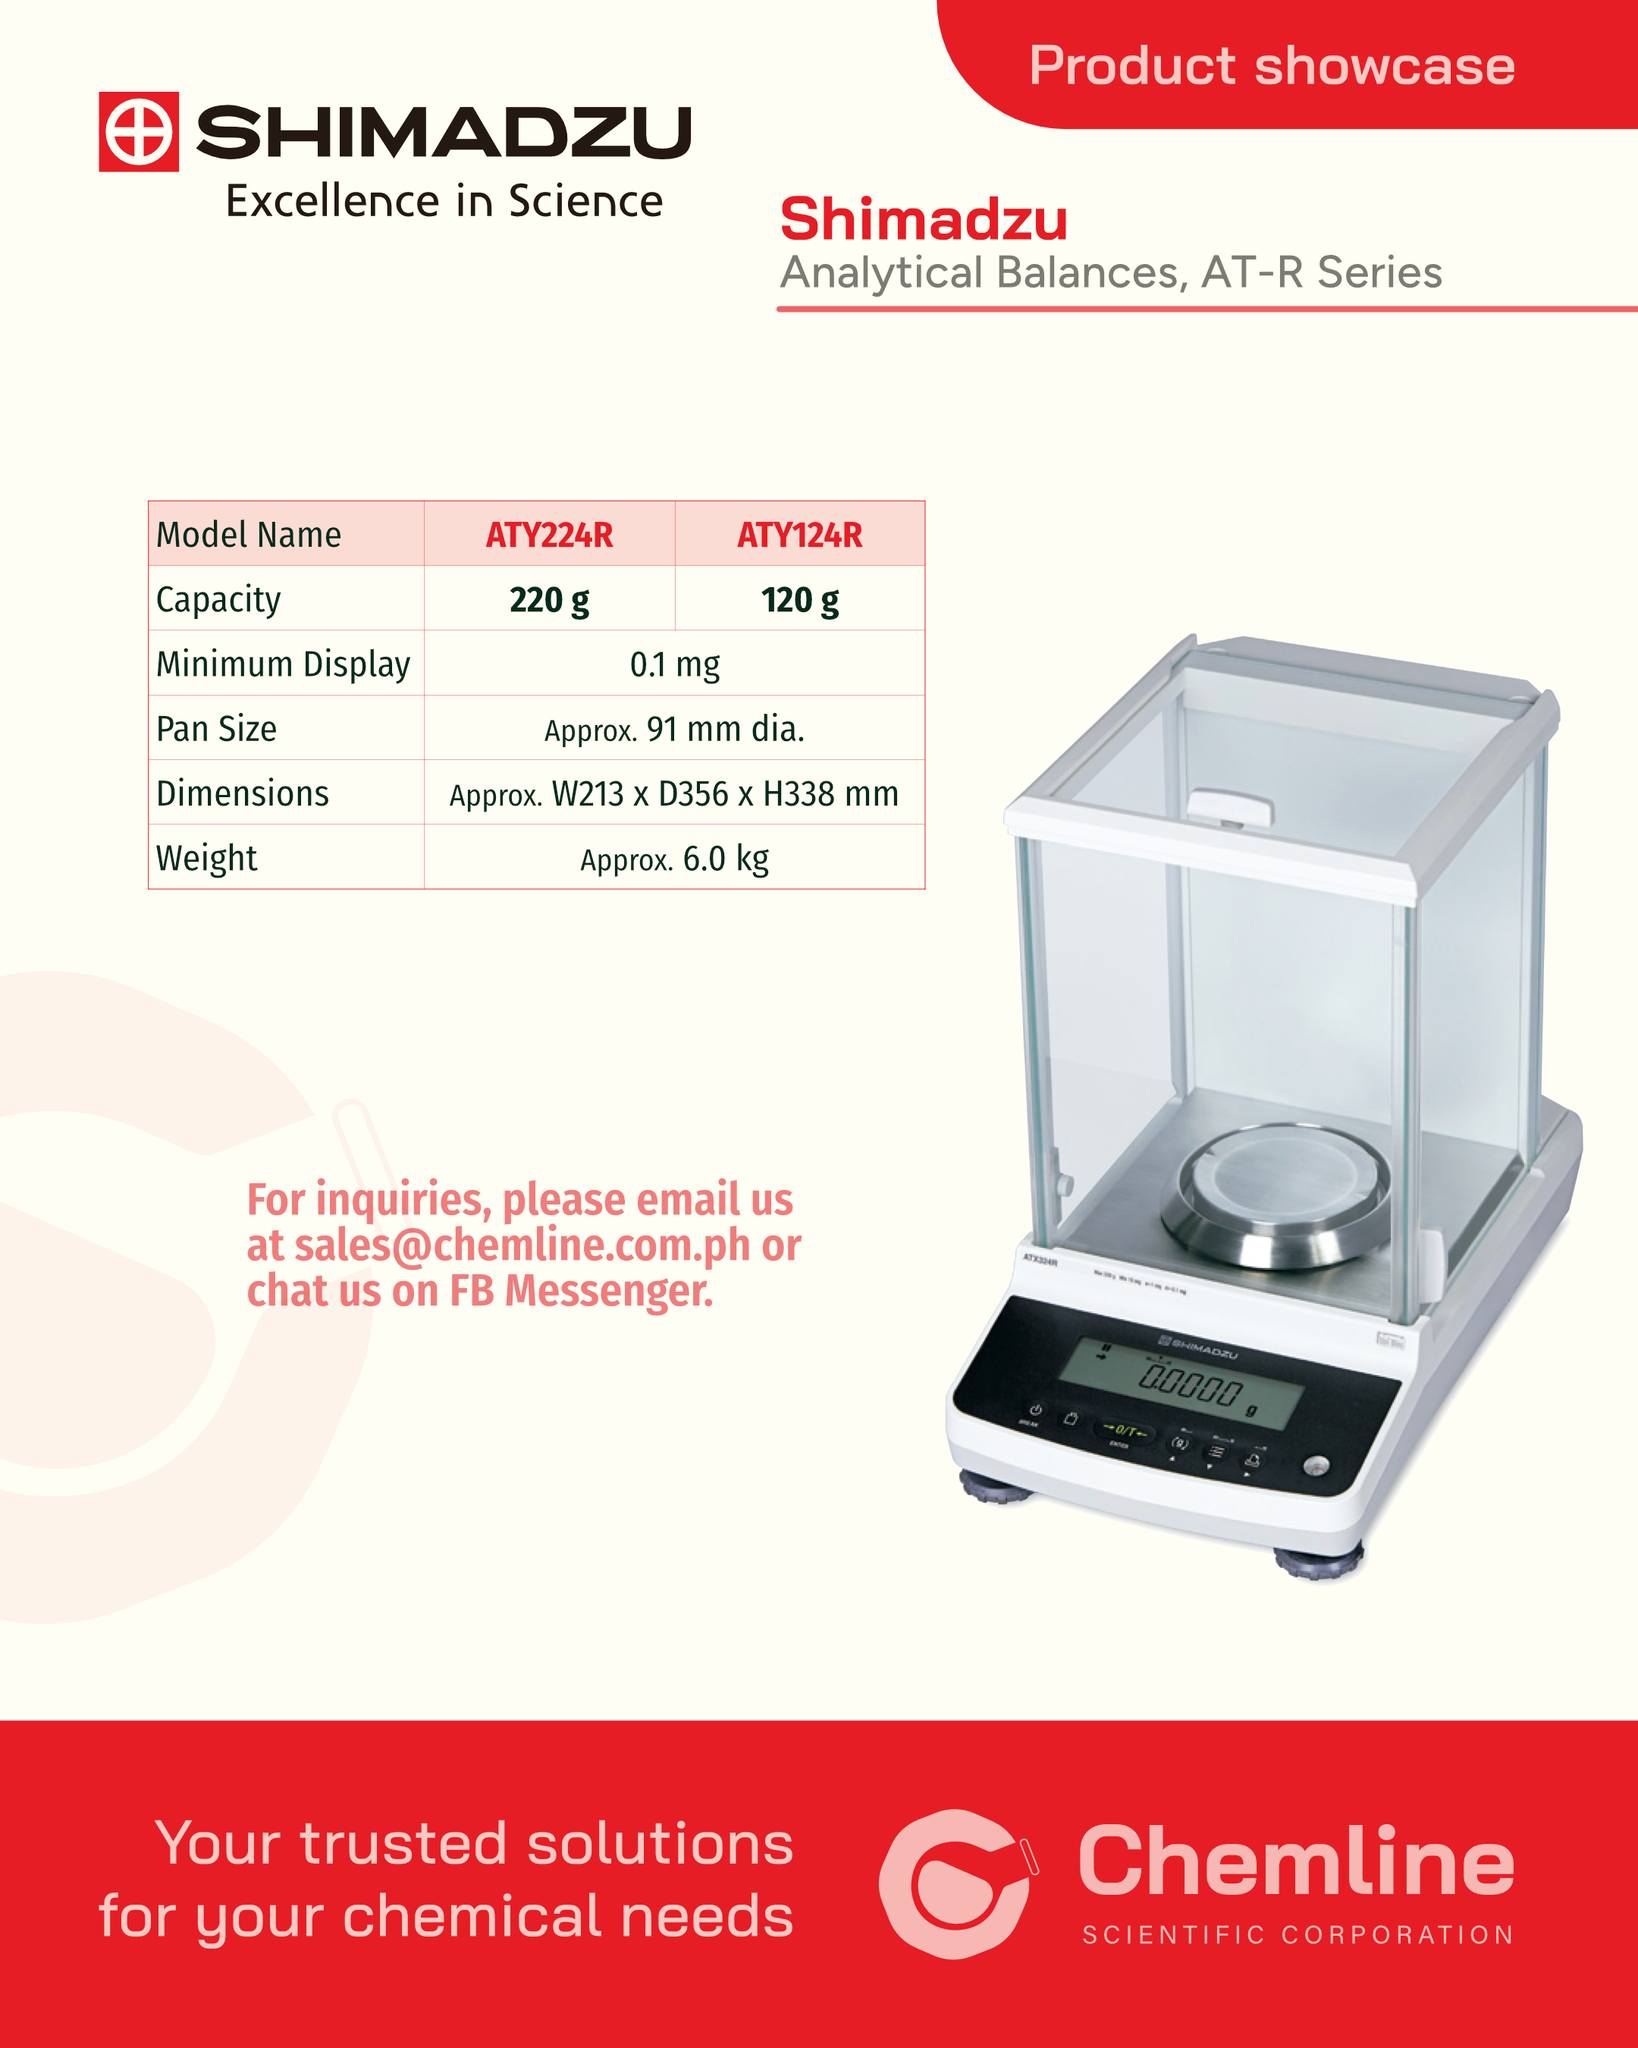 Product showcase
SHIMADZU
Excellence in Science
Shimadzu
Analytical Balances, AT-R Series
Model Name ATY224R ATY124R
Capacity 220 g 120 g
Minimum Display 0.1 mg
Pan Size Approx. 91 mm dia.
Dimensions Approx. W213 x D356 x H338 mm
Weight Approx. 6.0 kg
For inquiries, please email us
at sales@chemline.com.ph or
chat us on FB Messenger.
ATX324R
SHIMADZU
0.0000 g
→O/T←
BREAK
ENTER
Your trusted solutions
for your chemical needs
Chemline
SCIENTIFIC CORPORATION